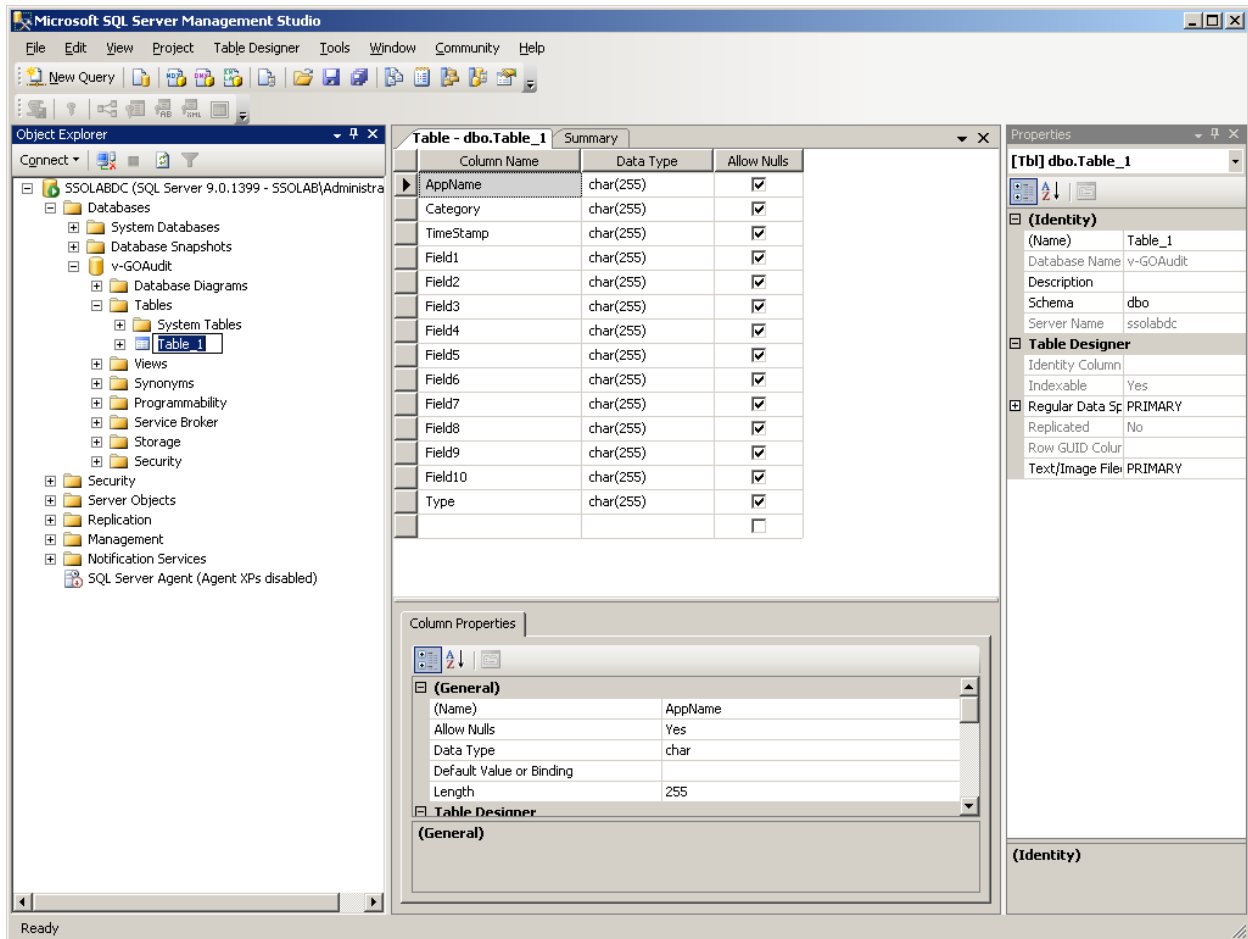 Microsoft SQL Server Management Studio
File Edit View Project Table Designer Tools Window Community Help
New Query
Object Explorer
Connect
SSOLABDC (SQL Server 9.0.1399 - SSOLAB\Administra
Databases
System Databases
Database Snapshots
v-GOAudit
Database Diagrams
Tables
System Tables
Table_1
Views
Synonyms
Programmability
Service Broker
Storage
Security
Security
Server Objects
Replication
Management
Notification Services
SQL Server Agent (Agent XPs disabled)
Table - dbo.Table_1 Summary
Column Name Data Type Allow Nulls
AppName char(255)
Category char(255)
TimeStamp char(255)
Field1 char(255)
Field2 char(255)
Field3 char(255)
Field4 char(255)
Field5 char(255)
Field6 char(255)
Field7 char(255)
Field8 char(255)
Field9 char(255)
Field10 char(255)
Type char(255)
Column Properties
(General)
(Name) AppName
Allow Nulls Yes
Data Type char
Default Value or Binding
Length 255
Table Designer
(General)
Properties
[Tbl] dbo.Table_1
(Identity)
(Name) Table_1
Database Name v-GOAudit
Description
Schema dbo
Server Name ssolabdc
Table Designer
Identity Column
Indexable Yes
Regular Data Sp PRIMARY
Replicated No
Row GUID Colur
Text/Image File PRIMARY
(Identity)
Ready